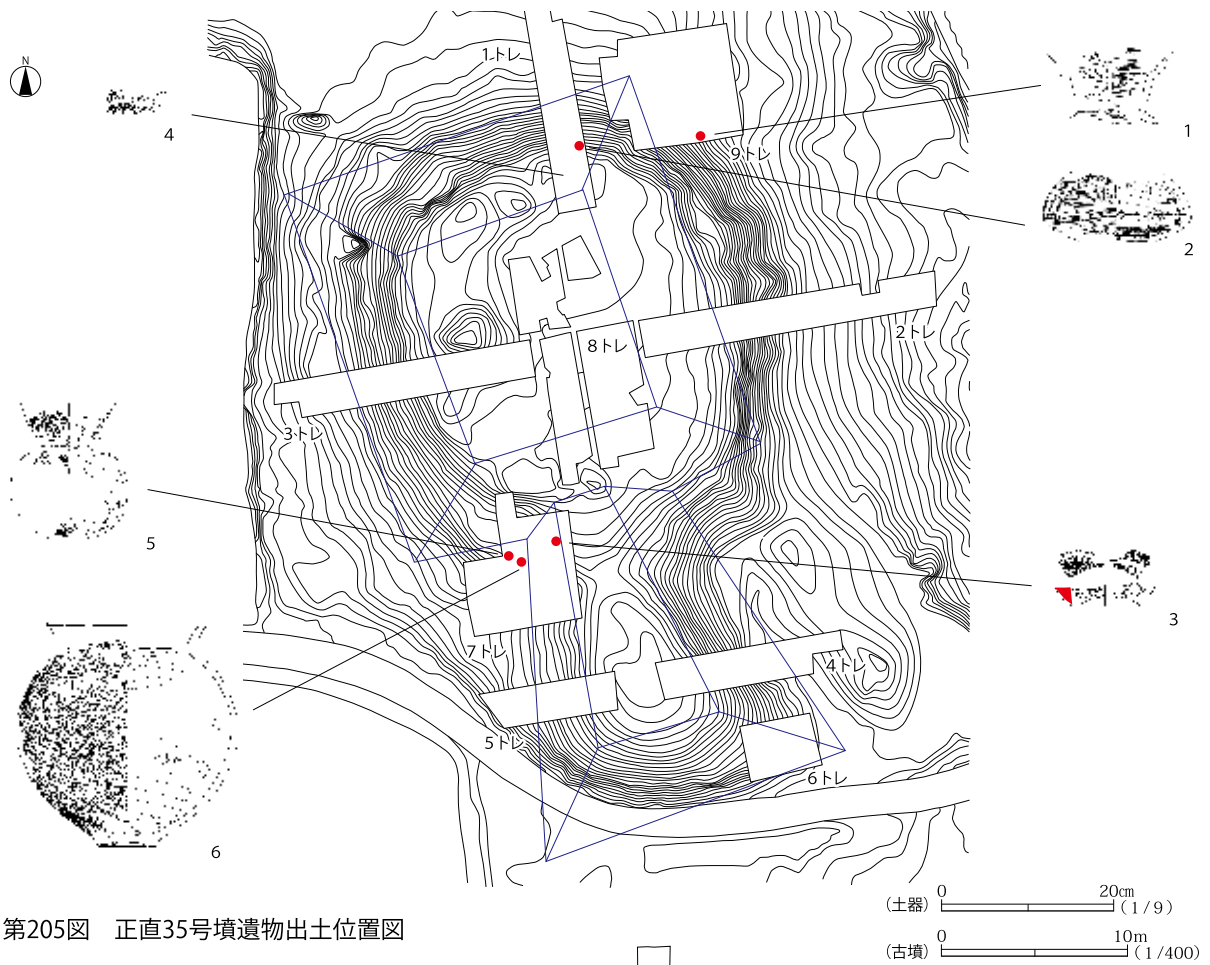 N
1トレ
4
1
9トレ
2
2トレ
8トレ
3トレ
5
3
7トレ
4トレ
5トレ
6トレ
6
第205図　正直35号墳遺物出土位置図
(土器) 0 20㎝ (1/9)
(古墳) 0 10m (1/400)